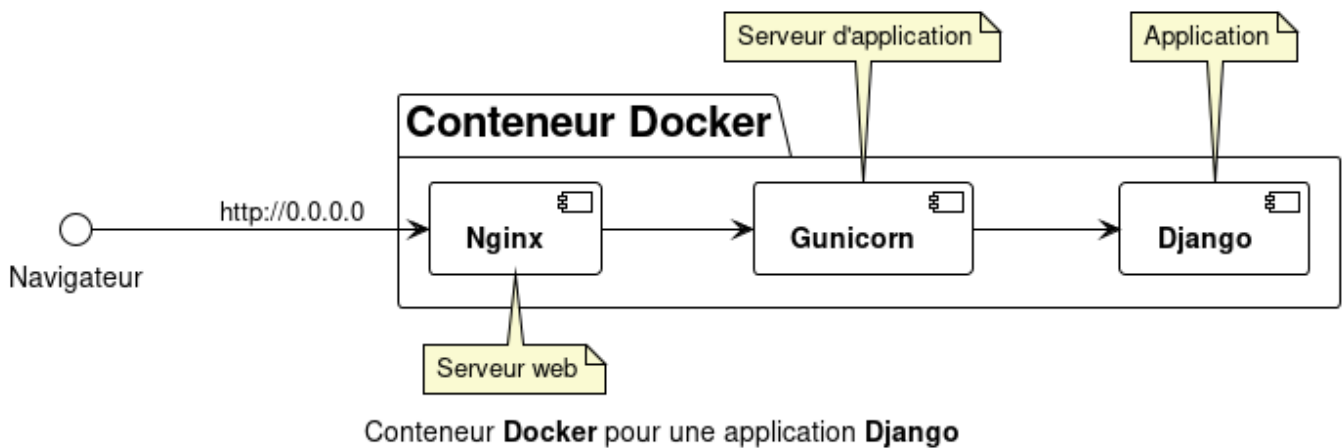 Serveur d'application
Application
Conteneur Docker
http://0.0.0.0
Nginx
Gunicorn
Django
Navigateur
Serveur web
Conteneur Docker pour une application Django